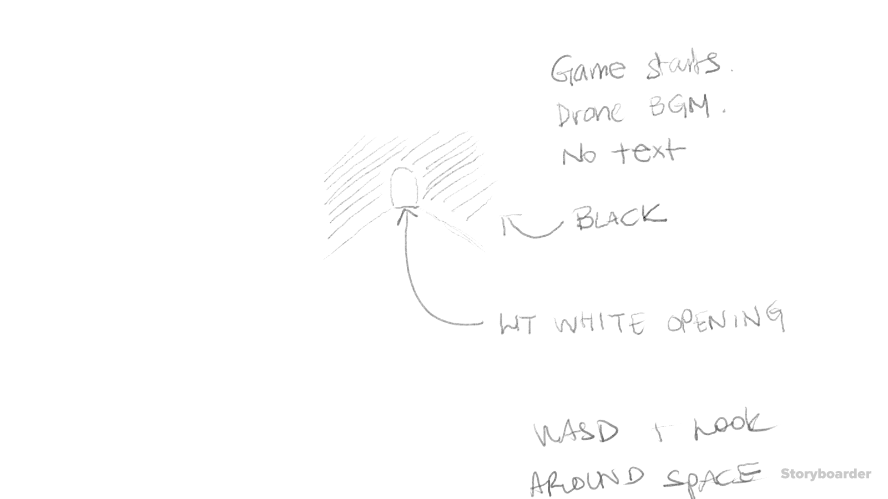 Game starts.
Drone BGM.
No text
BLACK
LIT WHITE OPENING
WASD + LOOK
AROUND SPACE
Storyboarder